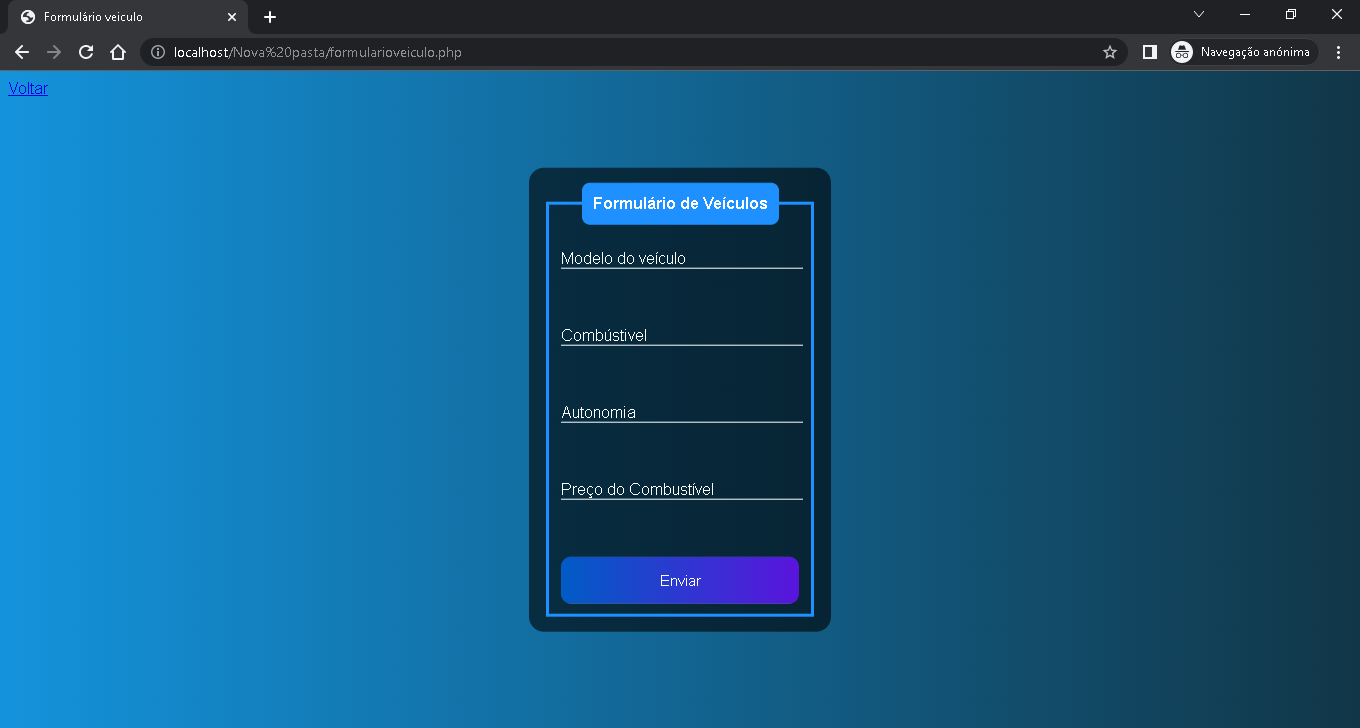 Formulário veiculo
localhost/Nova%20pasta/formularioveiculo.php
Navegação anónima
Voltar
Formulário de Veículos
Modelo do veículo
Combústivel
Autonomia
Preço do Combustível
Enviar